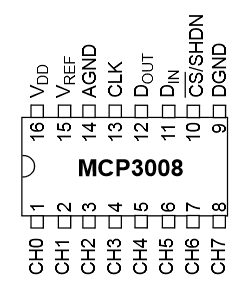 VDD VREF AGND CLK DOUT DIN CS/SHDN DGND
16 15 14 13 12 11 10 9
MCP3008
1 2 3 4 5 6 7 8
CH0 CH1 CH2 CH3 CH4 CH5 CH6 CH7